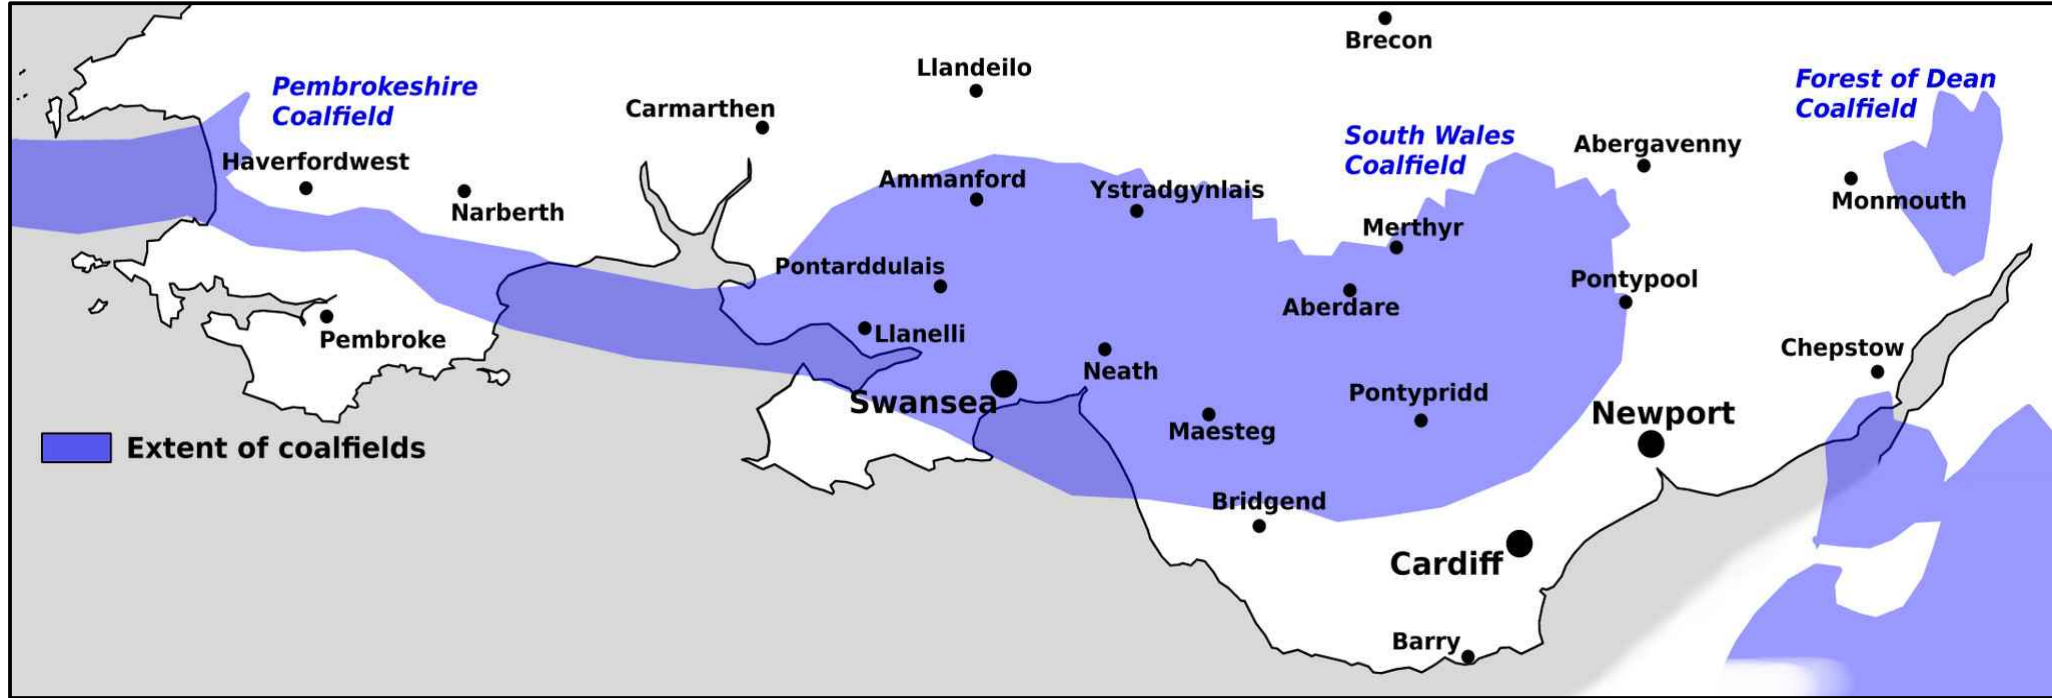 Brecon
Llandeilo
Pembrokeshire
Coalfield
Forest of Dean
Coalfield
Carmarthen
South Wales
Coalfield
Abergavenny
Haverfordwest
Ammanford
Ystradgynlais
Narberth
Monmouth
Merthyr
Pontarddulais
Pontypool
Aberdare
Pembroke
Llanelli
Chepstow
Neath
Swansea
Pontypridd
Newport
Maesteg
Extent of coalfields
Bridgend
Cardiff
Barry